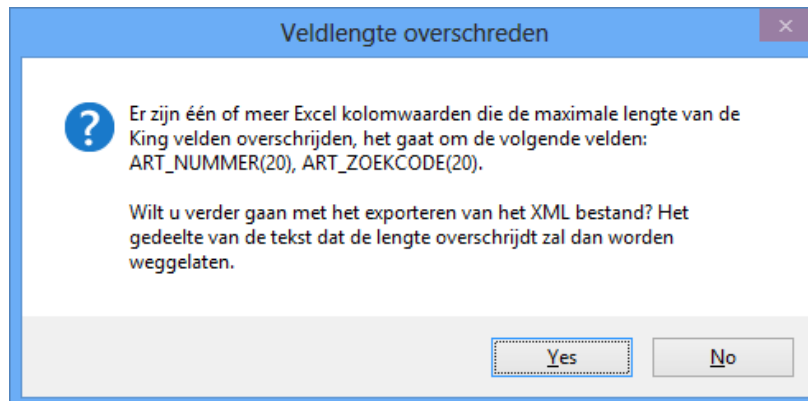 Veldlengte overschreden
Er zijn één of meer Excel kolomwaarden die de maximale lengte van de
King velden overschrijden, het gaat om de volgende velden:
ART_NUMMER(20), ART_ZOEKCODE(20).
Wilt u verder gaan met het exporteren van het XML bestand? Het
gedeelte van de tekst dat de lengte overschrijdt zal dan worden
weggelaten.
Yes No